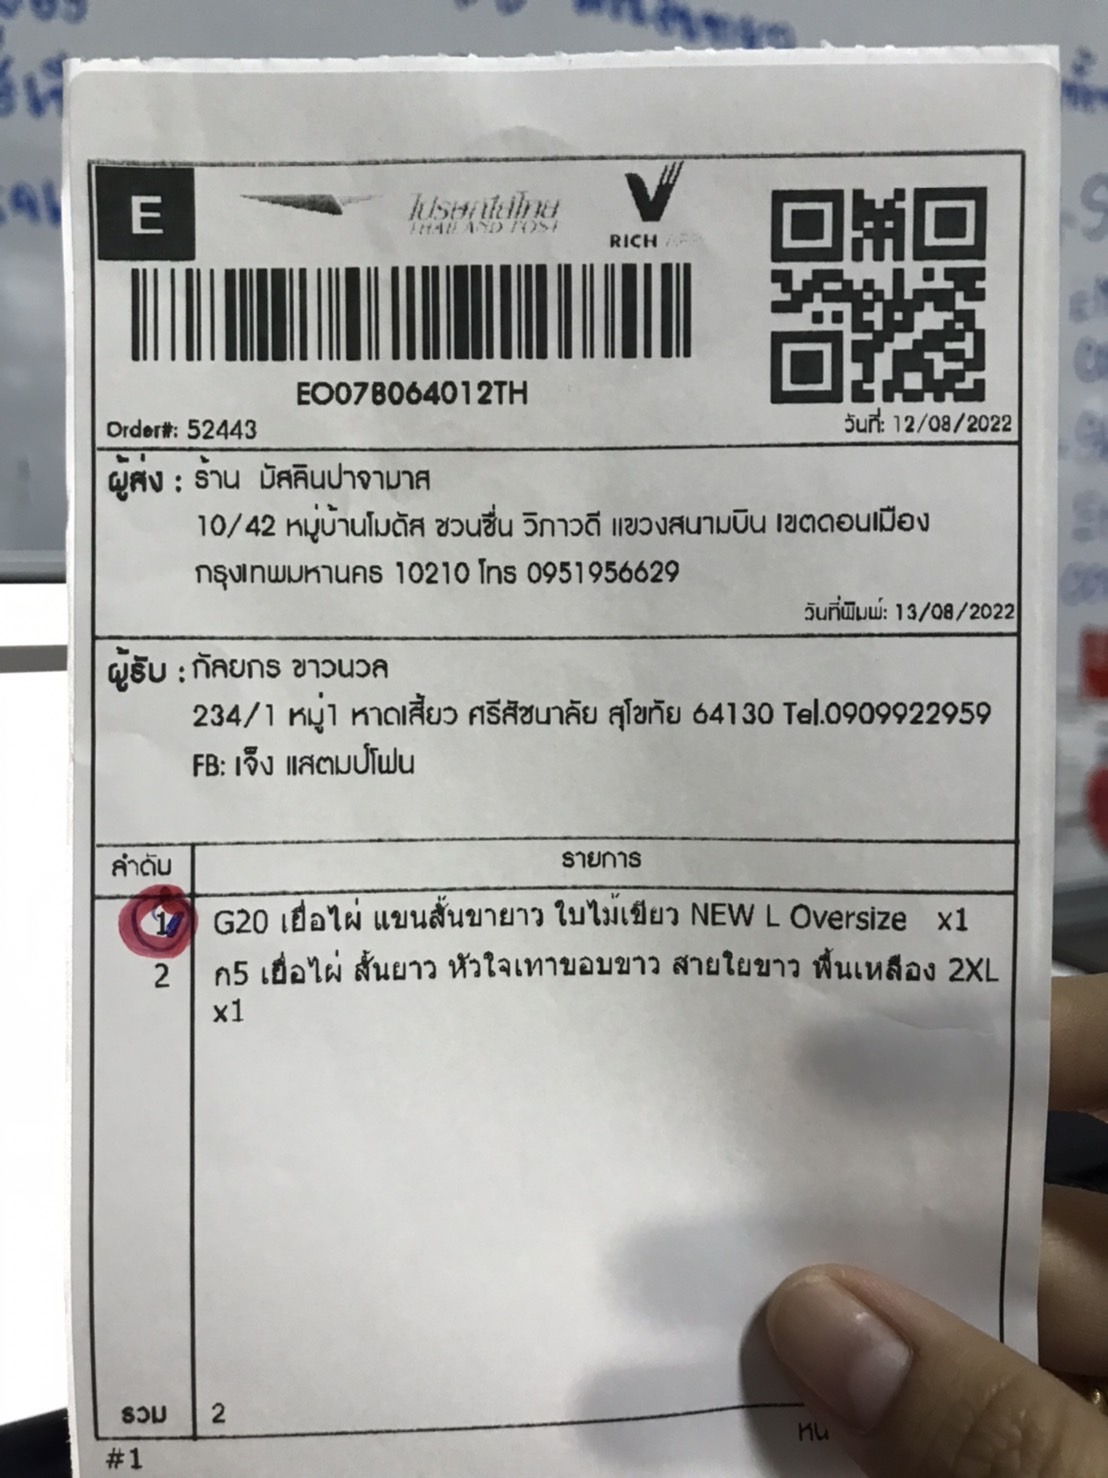 E
ไปรษณีย์ไทย
THAILAND POST
RICH
EO078064012TH
Order#: 52443
วันที่: 12/08/2022
ผู้ส่ง : ร้าน มัสลินปาจามาส
10/42 หมู่บ้านโมดัส ชวนชื่น วิภาวดี แขวงสนามบิน เขตดอนเมือง
กรุงเทพมหานคร 10210 โทร 0951956629
วันที่พิมพ์: 13/08/2022
ผู้รับ : กัลยกร ขาวนวล
234/1 หมู่1 หาดเสี้ยว ศรีสัชนาลัย สุโขทัย 64130 Tel.0909922959
FB: เจ็ง แสตมป์โฟน
ลำดับ รายการ
1 G20 เยื่อไผ่ แขนสั้นขายาว ใบไม้เขียว NEW L Oversize x1
2 ก5 เยื่อไผ่ สั้นยาว หัวใจเทาขอบขาว สายใยขาว พื้นเหลือง 2XL
x1
รวม 2
#1